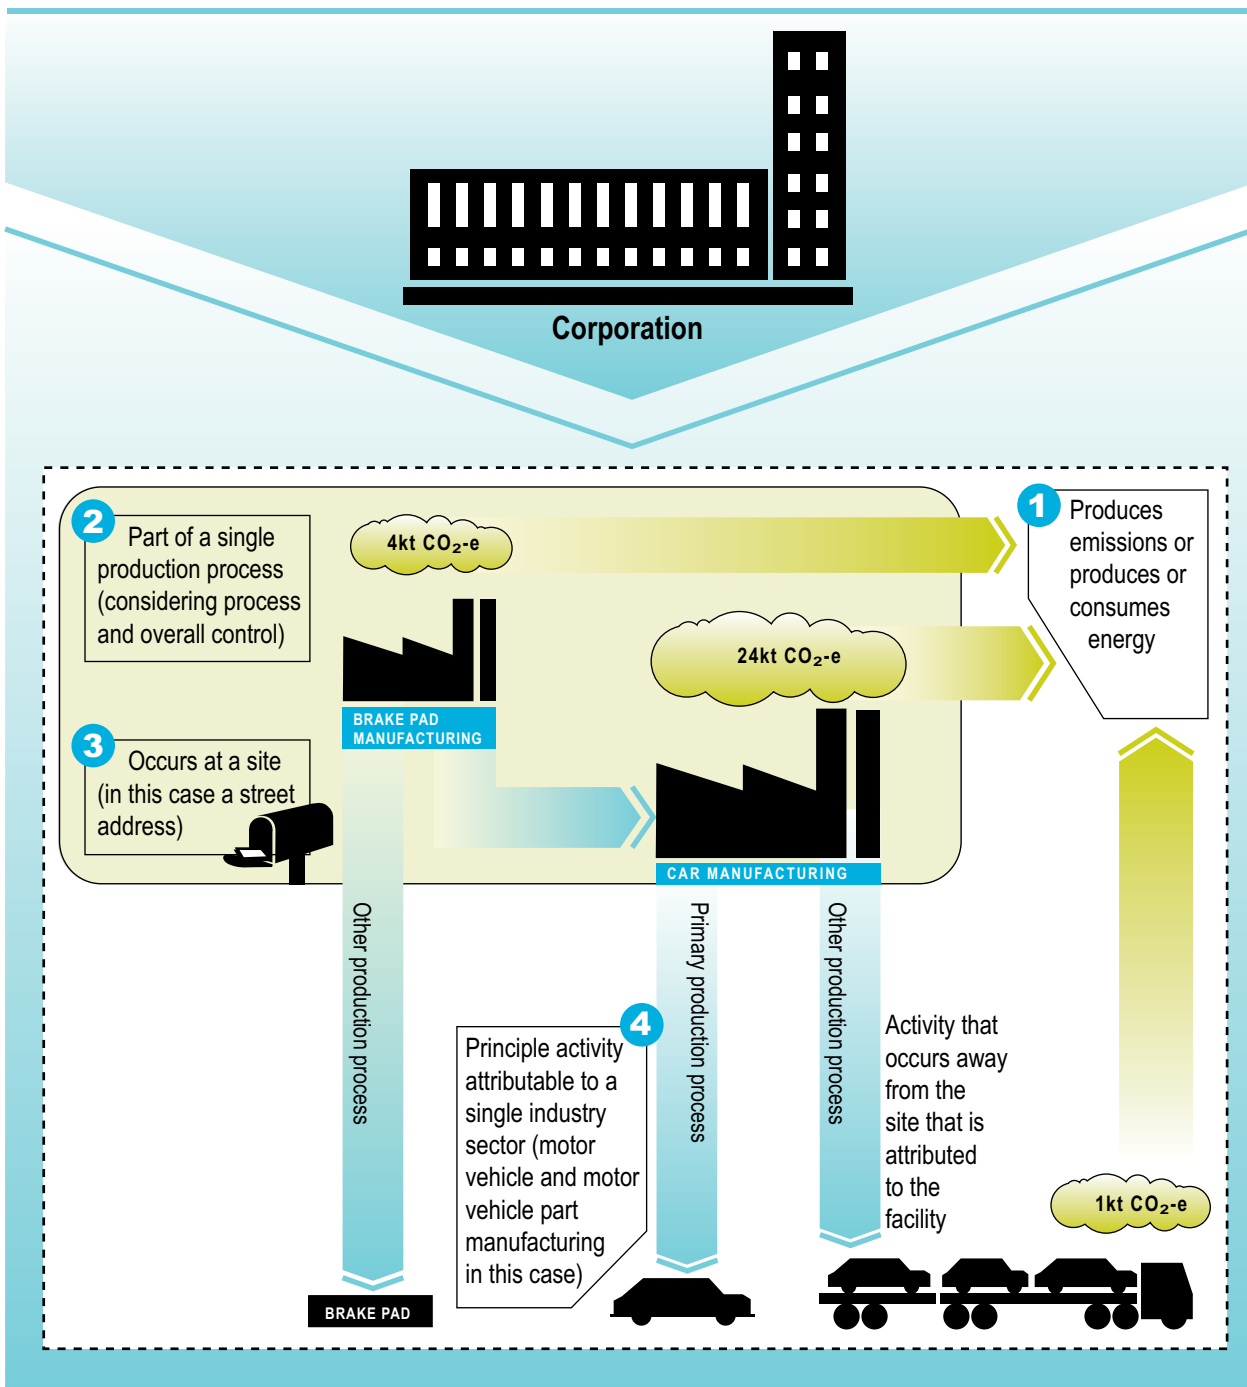 Corporation
2
Part of a single
production process
(considering process
and overall control)
4kt CO₂-e
1
Produces
emissions or
produces or
consumes
energy
24kt CO₂-e
BRAKE PAD
MANUFACTURING
3
Occurs at a site
(in this case a street
address)
CAR MANUFACTURING
Other production process
Primary production process
Other production process
4
Principle activity
attributable to a
single industry
sector (motor
vehicle and motor
vehicle part
manufacturing
in this case)
Activity that
occurs away
from the
site that is
attributed
to the
facility
1kt CO₂-e
BRAKE PAD